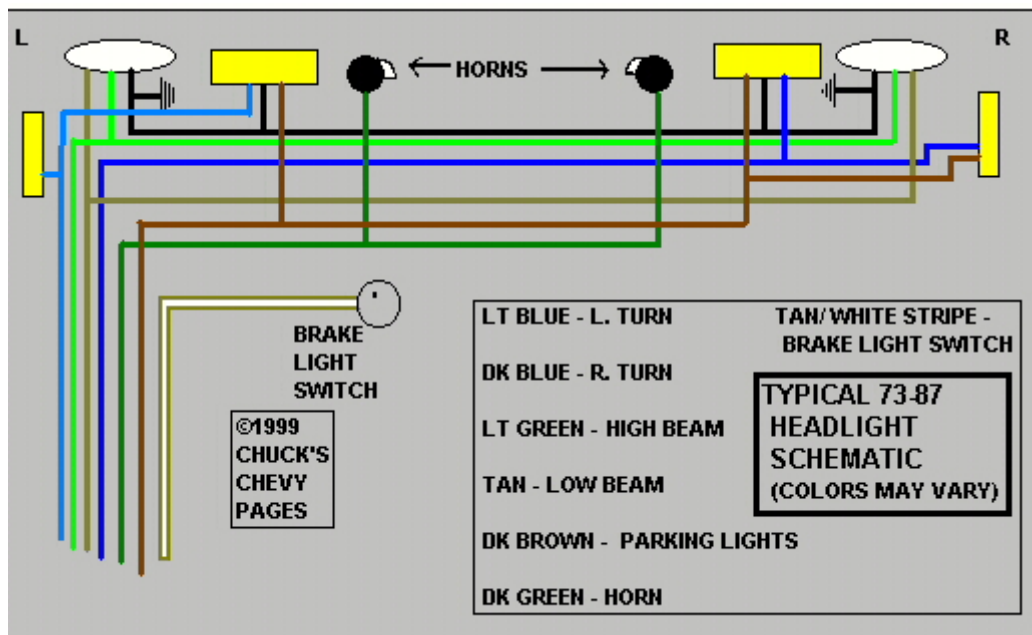 L
R
HORNS
BRAKE
LIGHT
SWITCH
©1999
CHUCK'S
CHEVY
PAGES
LT BLUE - L. TURN
DK BLUE - R. TURN
LT GREEN - HIGH BEAM
TAN - LOW BEAM
DK BROWN - PARKING LIGHTS
DK GREEN - HORN
TAN/WHITE STRIPE -
BRAKE LIGHT SWITCH
TYPICAL 73-87
HEADLIGHT
SCHEMATIC
(COLORS MAY VARY)